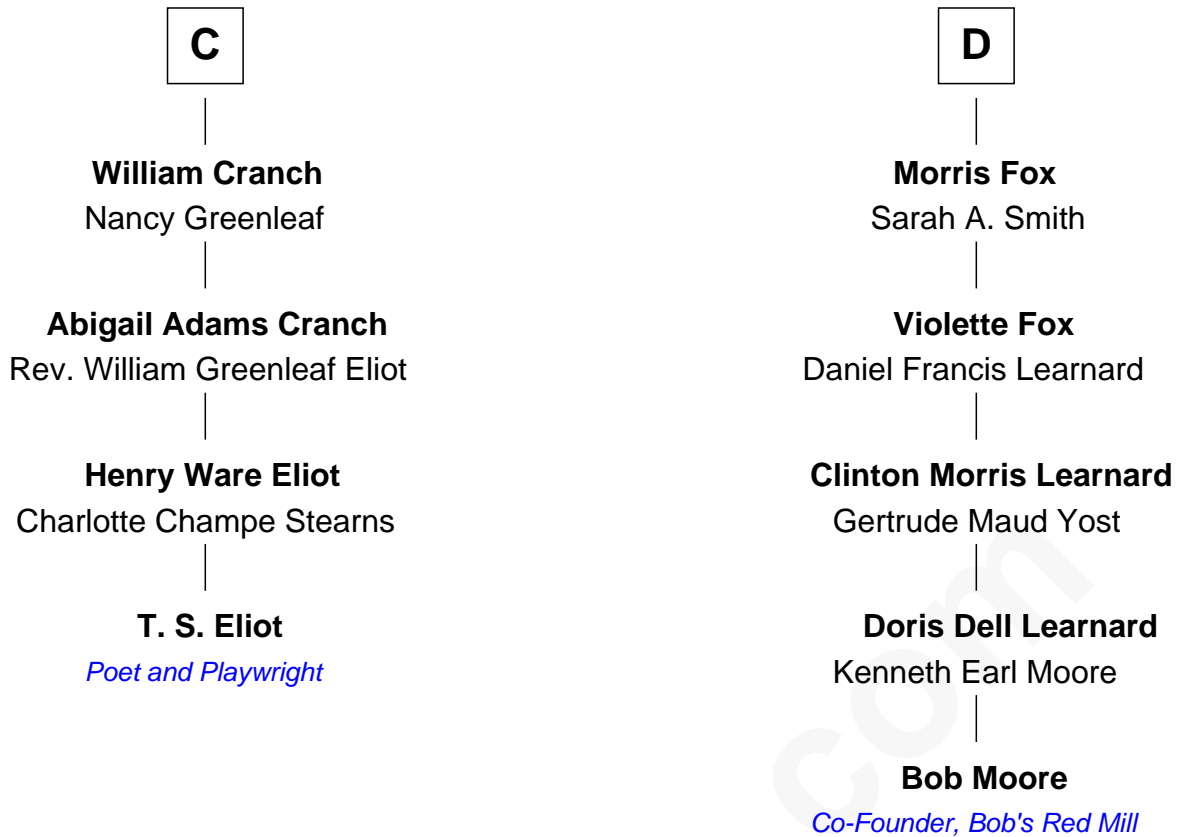 C
William Cranch
Nancy Greenleaf
Abigail Adams Cranch
Rev. William Greenleaf Eliot
Henry Ware Eliot
Charlotte Champe Stearns
T. S. Eliot
Poet and Playwright
D
Morris Fox
Sarah A. Smith
Violette Fox
Daniel Francis Learnard
Clinton Morris Learnard
Gertrude Maud Yost
Doris Dell Learnard
Kenneth Earl Moore
Bob Moore
Co-Founder, Bob's Red Mill
com